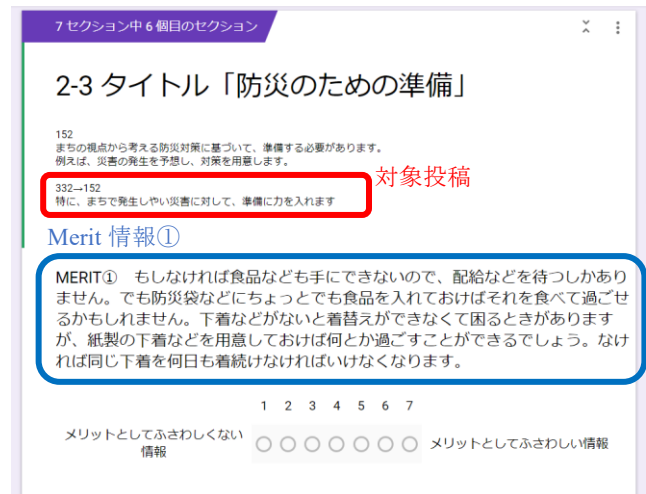 7 セクション中 6 個目のセクション
2-3 タイトル「防災のための準備」
152
まちの視点から考える防災対策に基づいて、準備する必要があります。
例えば、災害の発生を予想し、対策を用意します。
対象投稿
332→152
特に、まちで発生しやい災害に対して、準備に力を入れます
Merit 情報①
MERIT① もしなければ食品なども手にできないので、配給などを待つしかあり
ません。でも防災袋などにちょっとでも食品を入れておけばそれを食べて過ごせ
るかもしれません。下着などがないと着替えができなくて困るときがあります
が、紙製の下着などを用意しておけば何とか過ごすことができるでしょう。なけ
れば同じ下着を何日も着続けなければいけなくなります。
1 2 3 4 5 6 7
メリットとしてふさわしくない
情報
メリットとしてふさわしい情報